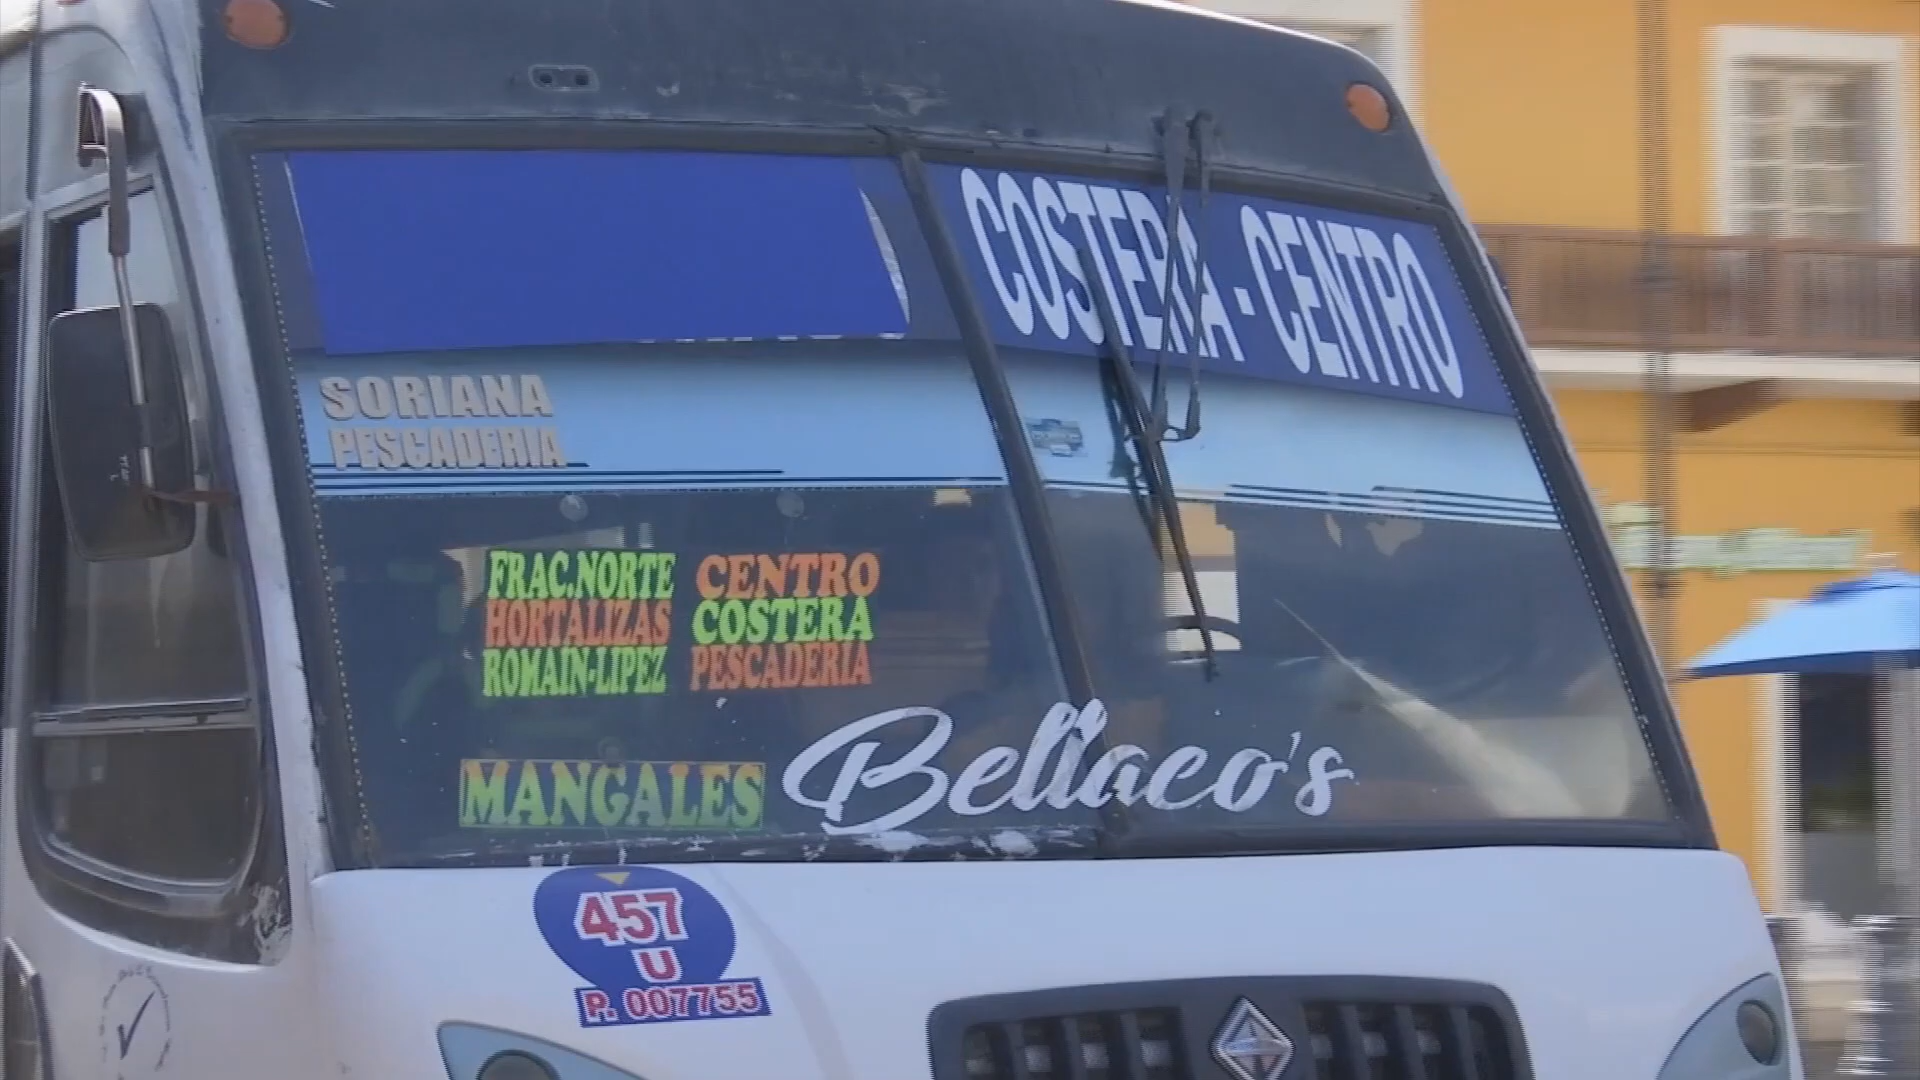 COSTERA - CENTRO
SORIANA
PESCADERIA
FRAC.NORTE
HORTALIZAS
ROMAIN-LIPEZ
CENTRO
COSTERA
PESCADERIA
MANGALES
Bellaco's
457
U
P. 007755